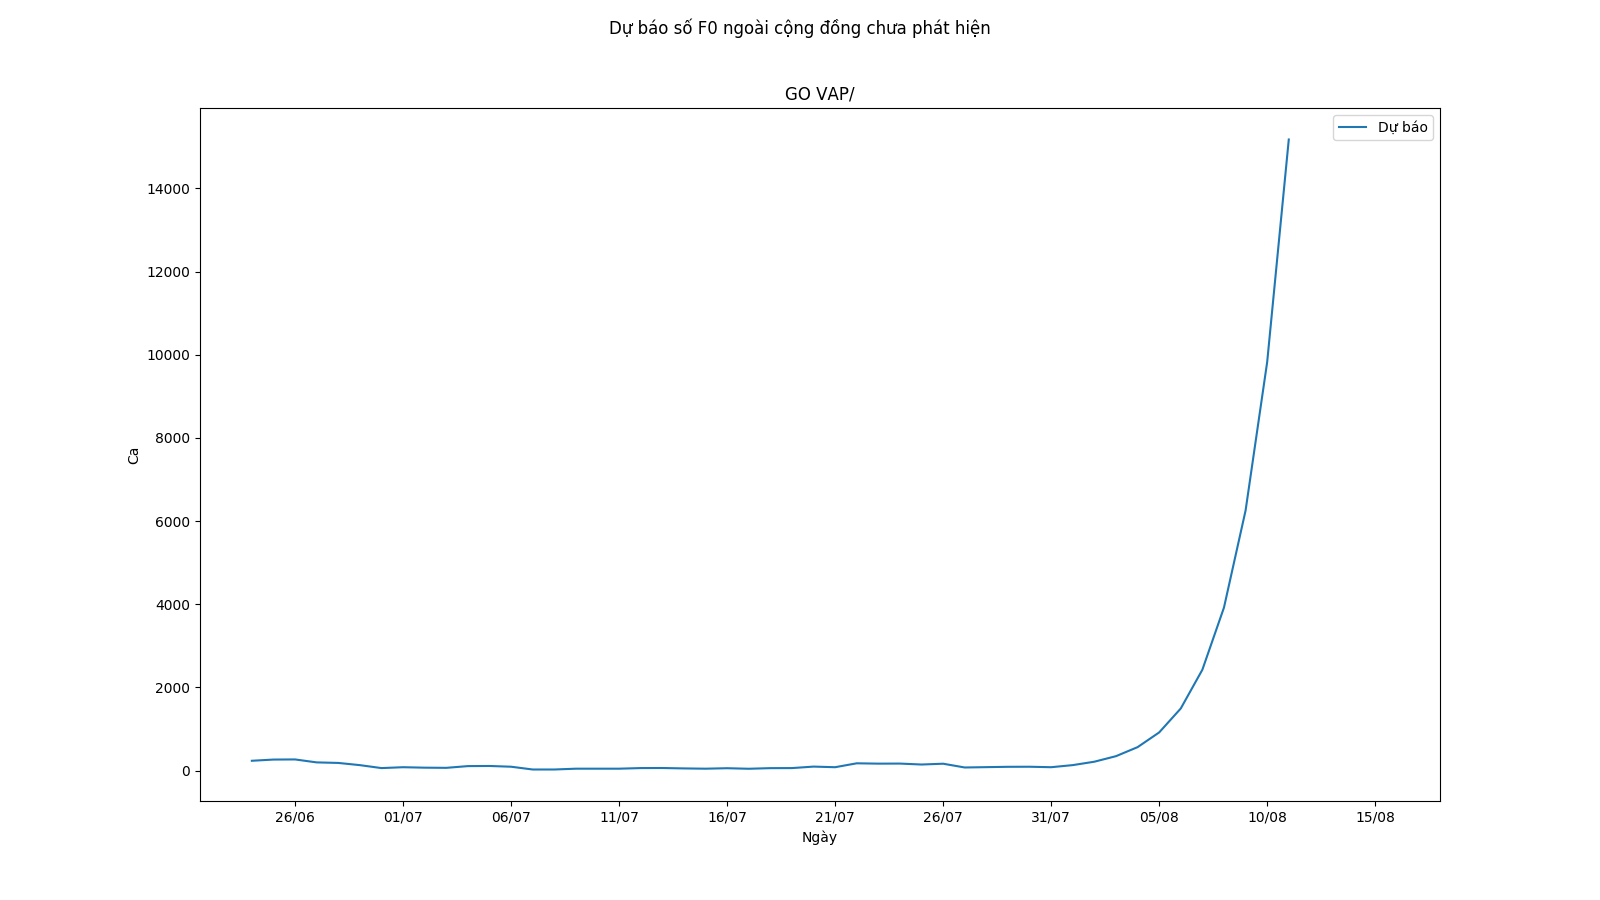 Dự báo số F0 ngoài cộng đồng chưa phát hiện
GO VAP/
Dự báo
14000
12000
10000
8000
6000
4000
2000
0
Ca
26/06 01/07 06/07 11/07 16/07 21/07 26/07 31/07 05/08 10/08 15/08
Ngày